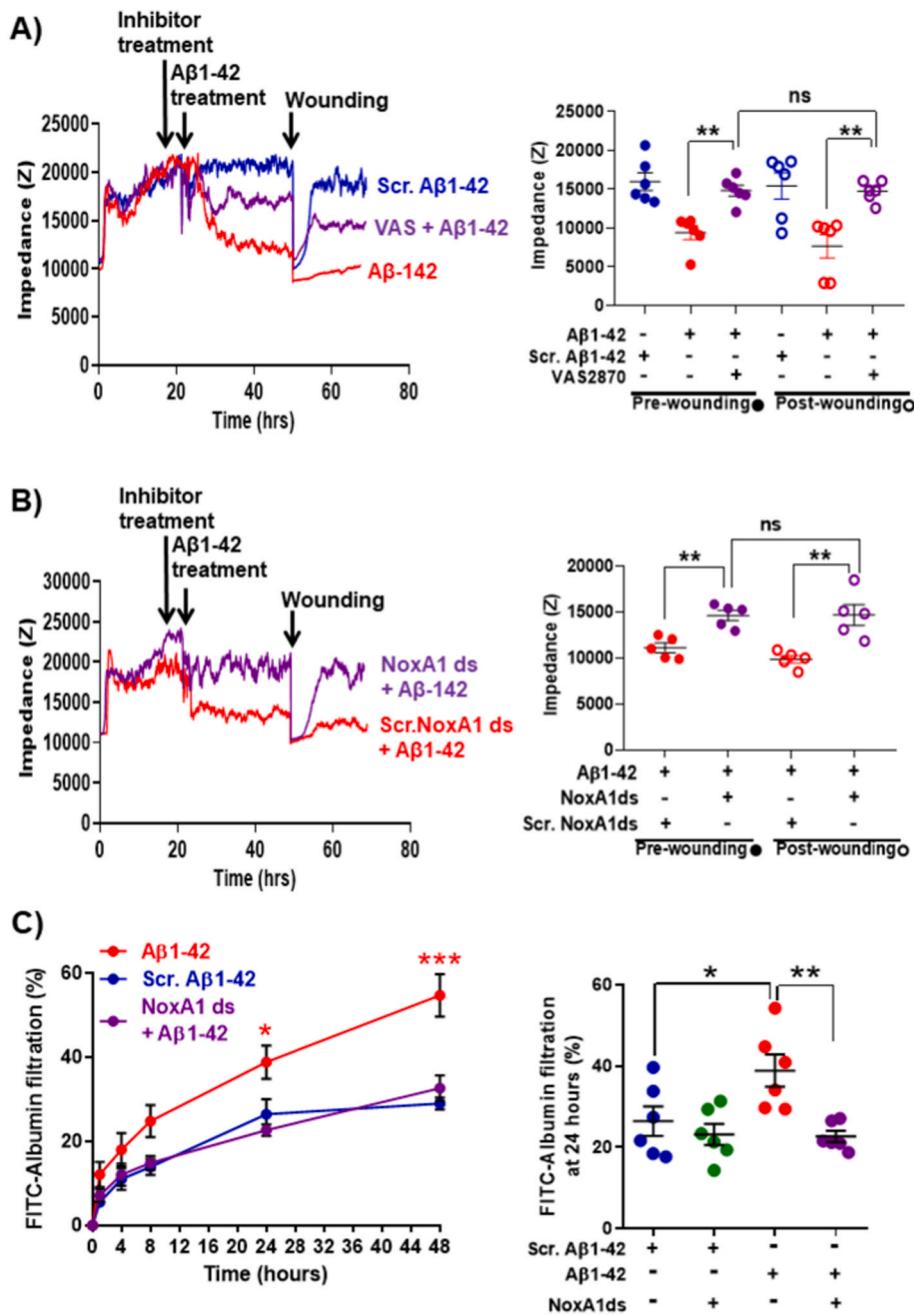 A)
Inhibitor
treatment
Aβ1-42
treatment
Wounding
25000
20000
15000
10000
5000
0
Impedance (Z)
Scr. Aβ1-42
VAS + Aβ1-42
Aβ-142
0 20 40 60 80
Time (hrs)
ns
** **
25000
20000
15000
10000
5000
0
Impedance (Z)
Aβ1-42 - + + - + +
Scr. Aβ1-42 + - - + - -
VAS2870 - - + - - +
Pre-wounding Post-wounding
B)
Inhibitor
treatment
Aβ1-42
treatment
Wounding
30000
25000
20000
15000
10000
5000
0
Impedance (Z)
NoxA1 ds
+ Aβ-142
Scr.NoxA1 ds
+ Aβ1-42
0 20 40 60 80
Time (hrs)
ns
** **
20000
15000
10000
5000
0
Impedance (Z)
Aβ1-42 + + + +
NoxA1ds - + - +
Scr. NoxA1ds + - + -
Pre-wounding Post-wounding
C)
Aβ1-42
Scr. Aβ1-42
NoxA1 ds
+ Aβ1-42
* ***
60
40
20
0
FITC-Albumin filtration (%)
0 4 8 12 16 20 24 28 32 36 40 44 48
Time (hours)
* **
60
40
20
0
FITC-Albumin filtration
at 24 hours (%)
Scr. Aβ1-42 + + - -
Aβ1-42 - - + +
NoxA1ds - + - +